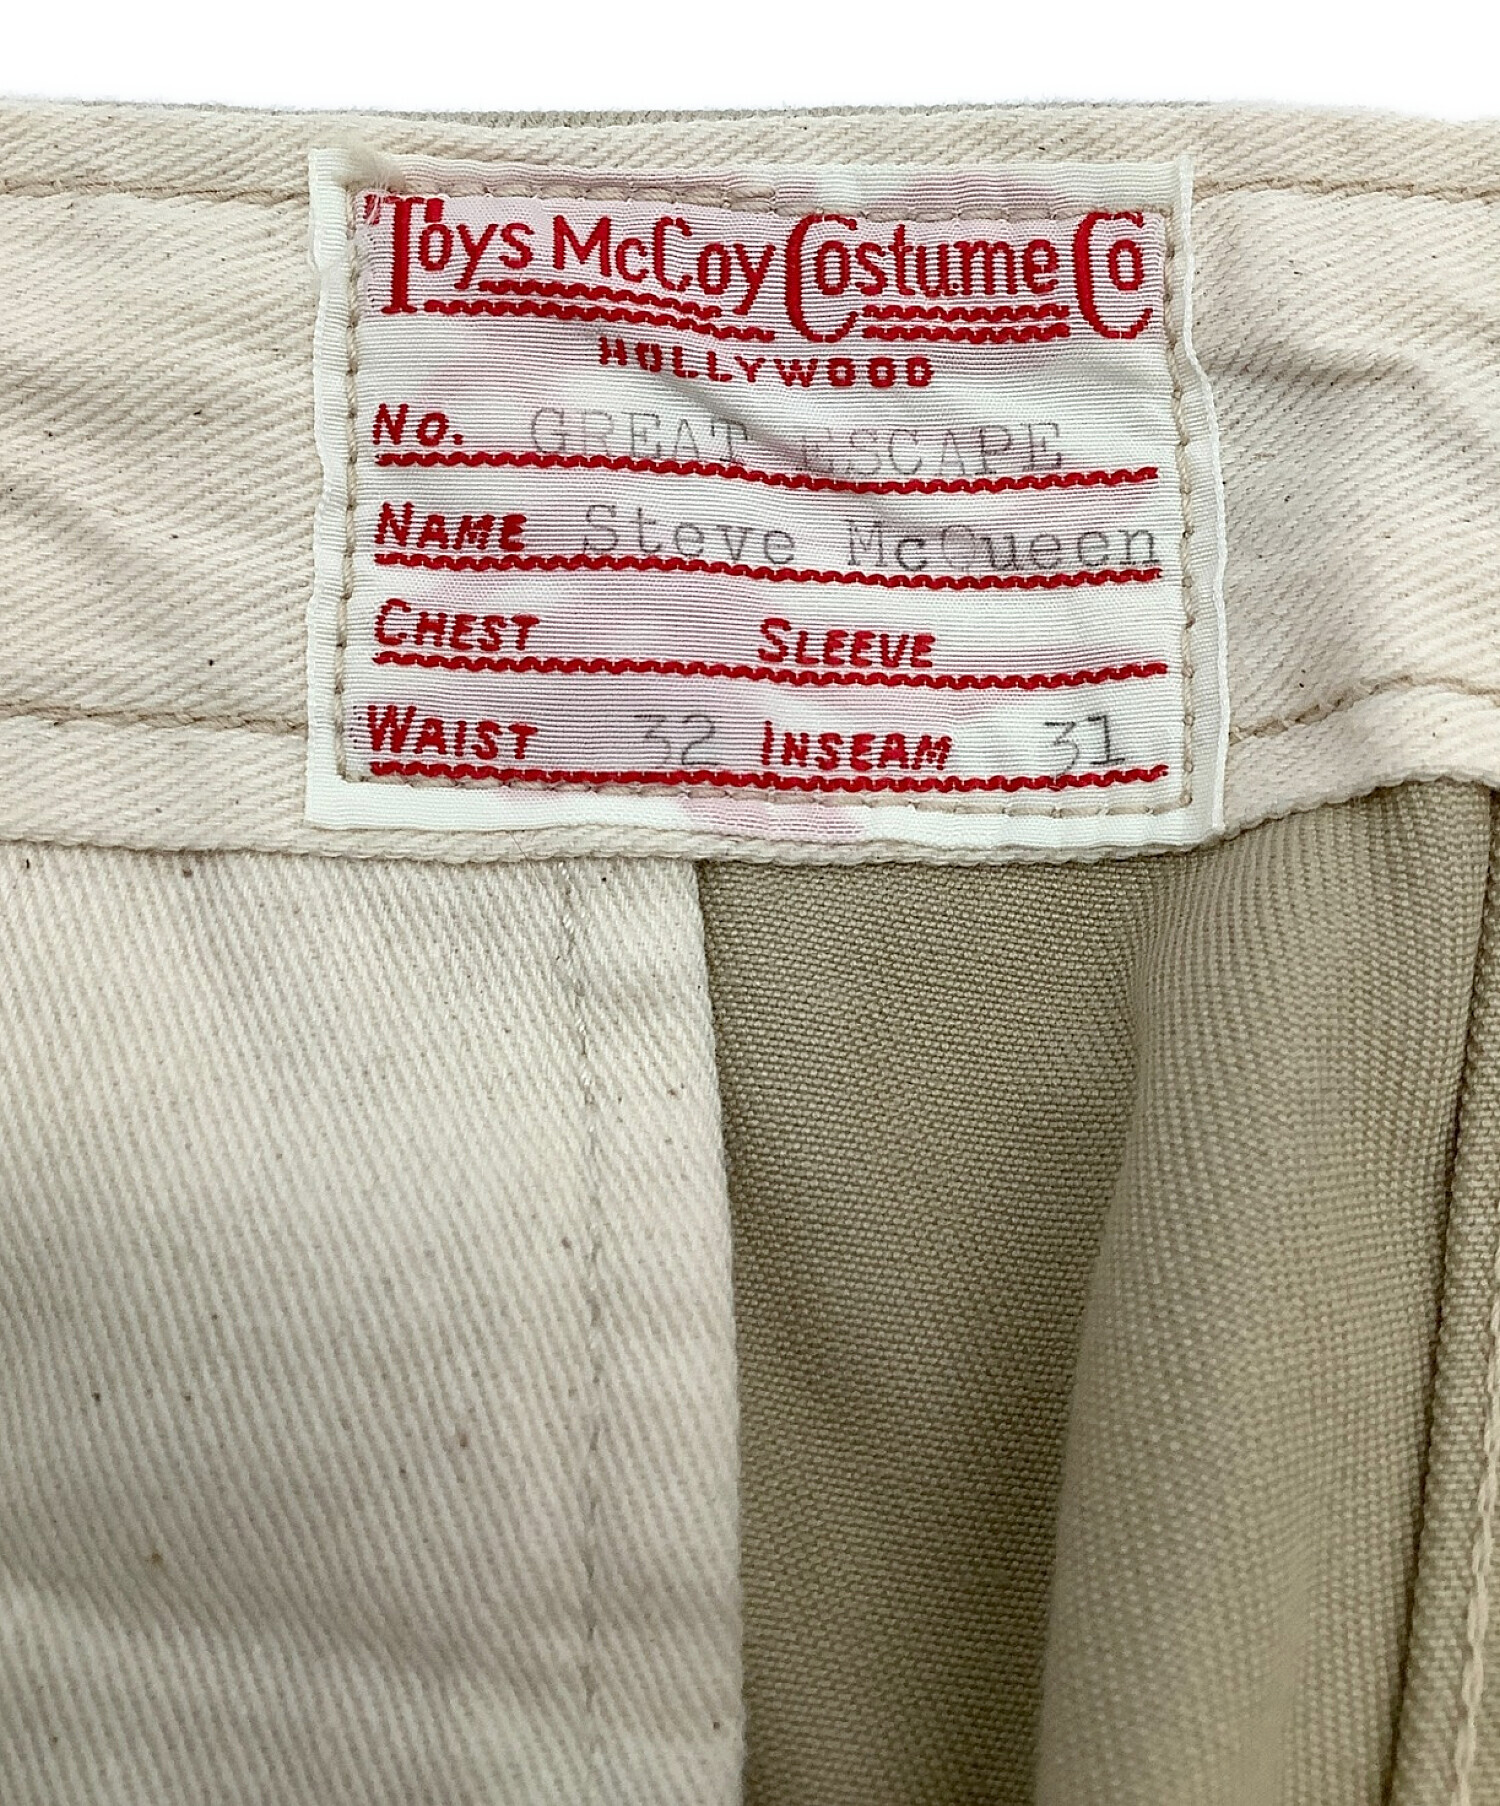 Toys McCoy Costume Co
HOLLYWOOD
NO. GREAT ESCAPE
NAME Steve McQueen
CHEST SLEEVE
WAIST 32 INSEAM 31